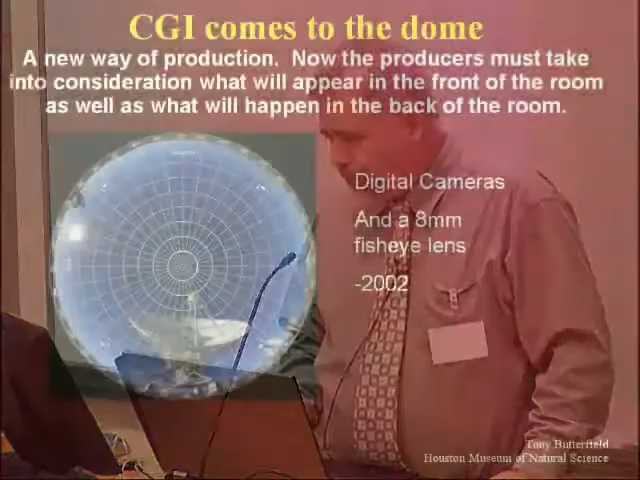 CGI comes to the dome
A new way of production. Now the producers must take
into consideration what will appear in the front of the room
as well as what will happen in the back of the room.
Digital Cameras
And a 8mm
fisheye lens
-2002
Tony Butterfield
Houston Museum of Natural Science